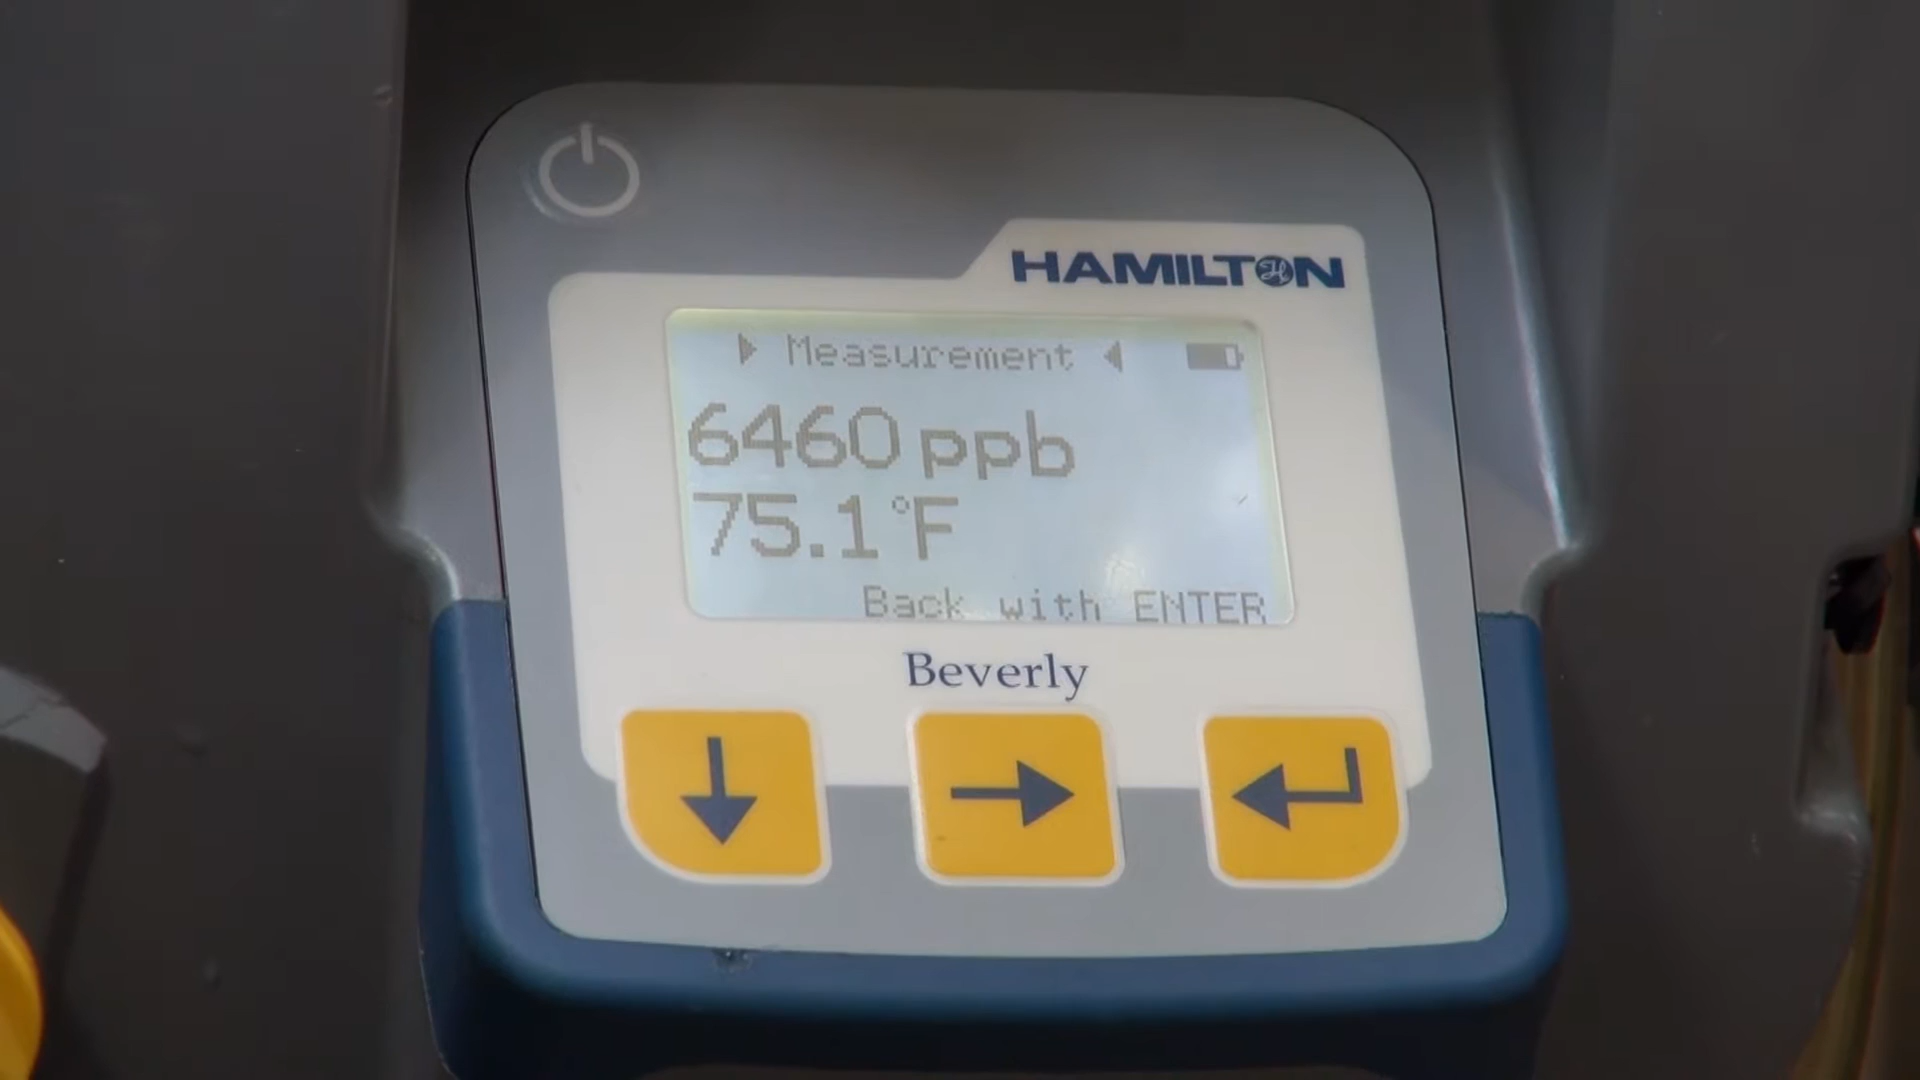 HAMILTON
Measurement
6460 ppb
75.1 °F
Back with ENTER
Beverly